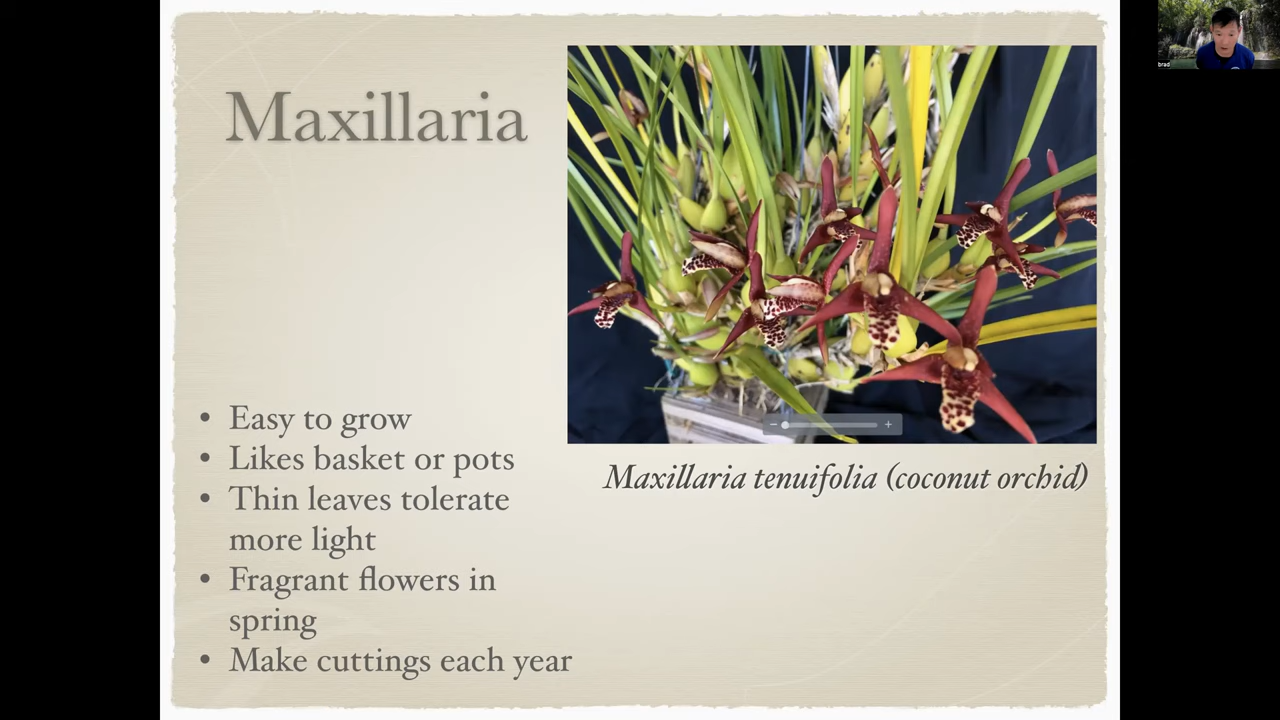 Maxillaria
• Easy to grow
• Likes basket or pots
• Thin leaves tolerate
more light
• Fragrant flowers in
spring
• Make cuttings each year
Maxillaria tenuifolia (coconut orchid)
brad